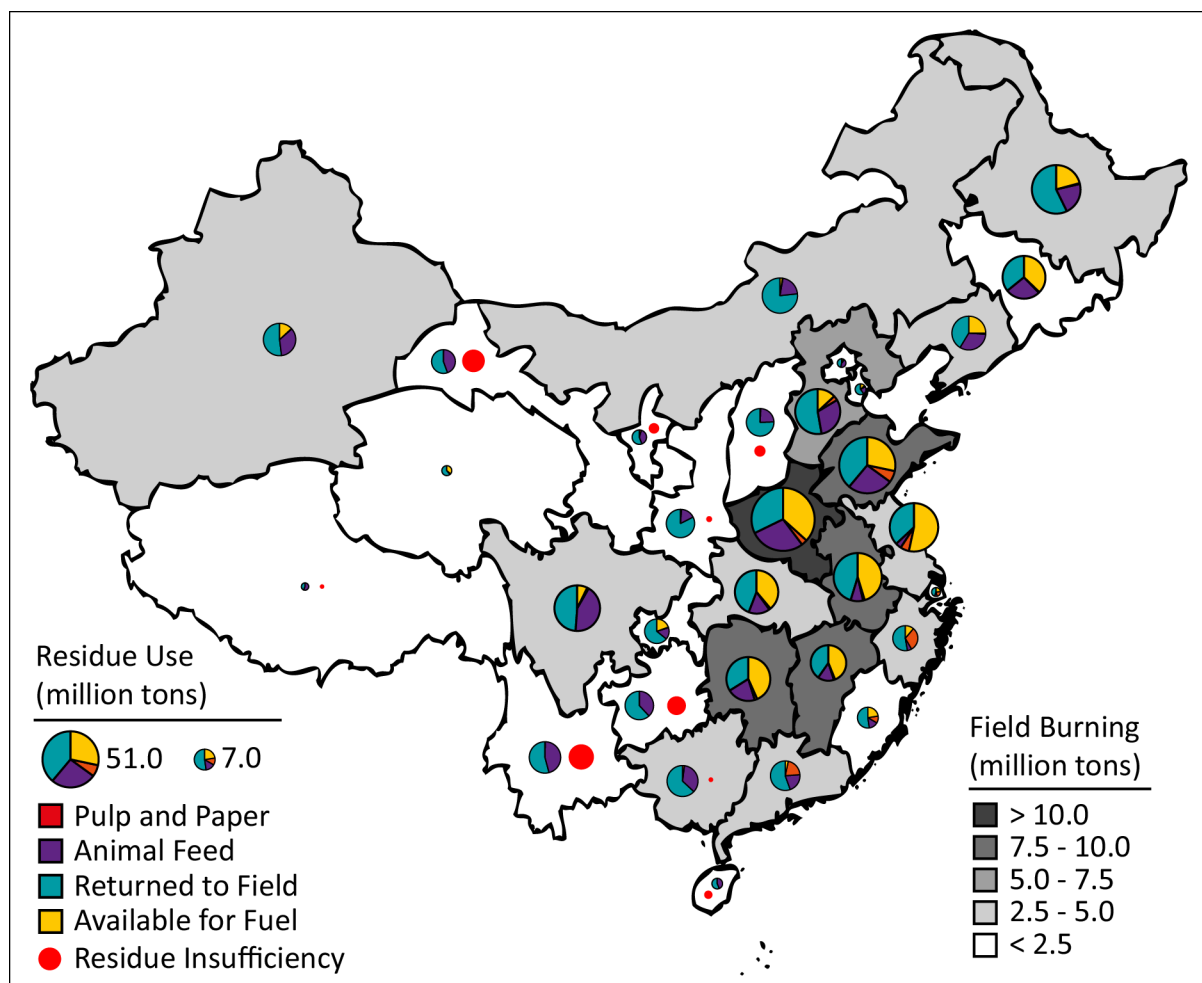 Residue Use
(million tons)
51.0
7.0
Pulp and Paper
Animal Feed
Returned to Field
Available for Fuel
Residue Insufficiency
Field Burning
(million tons)
> 10.0
7.5 - 10.0
5.0 - 7.5
2.5 - 5.0
< 2.5